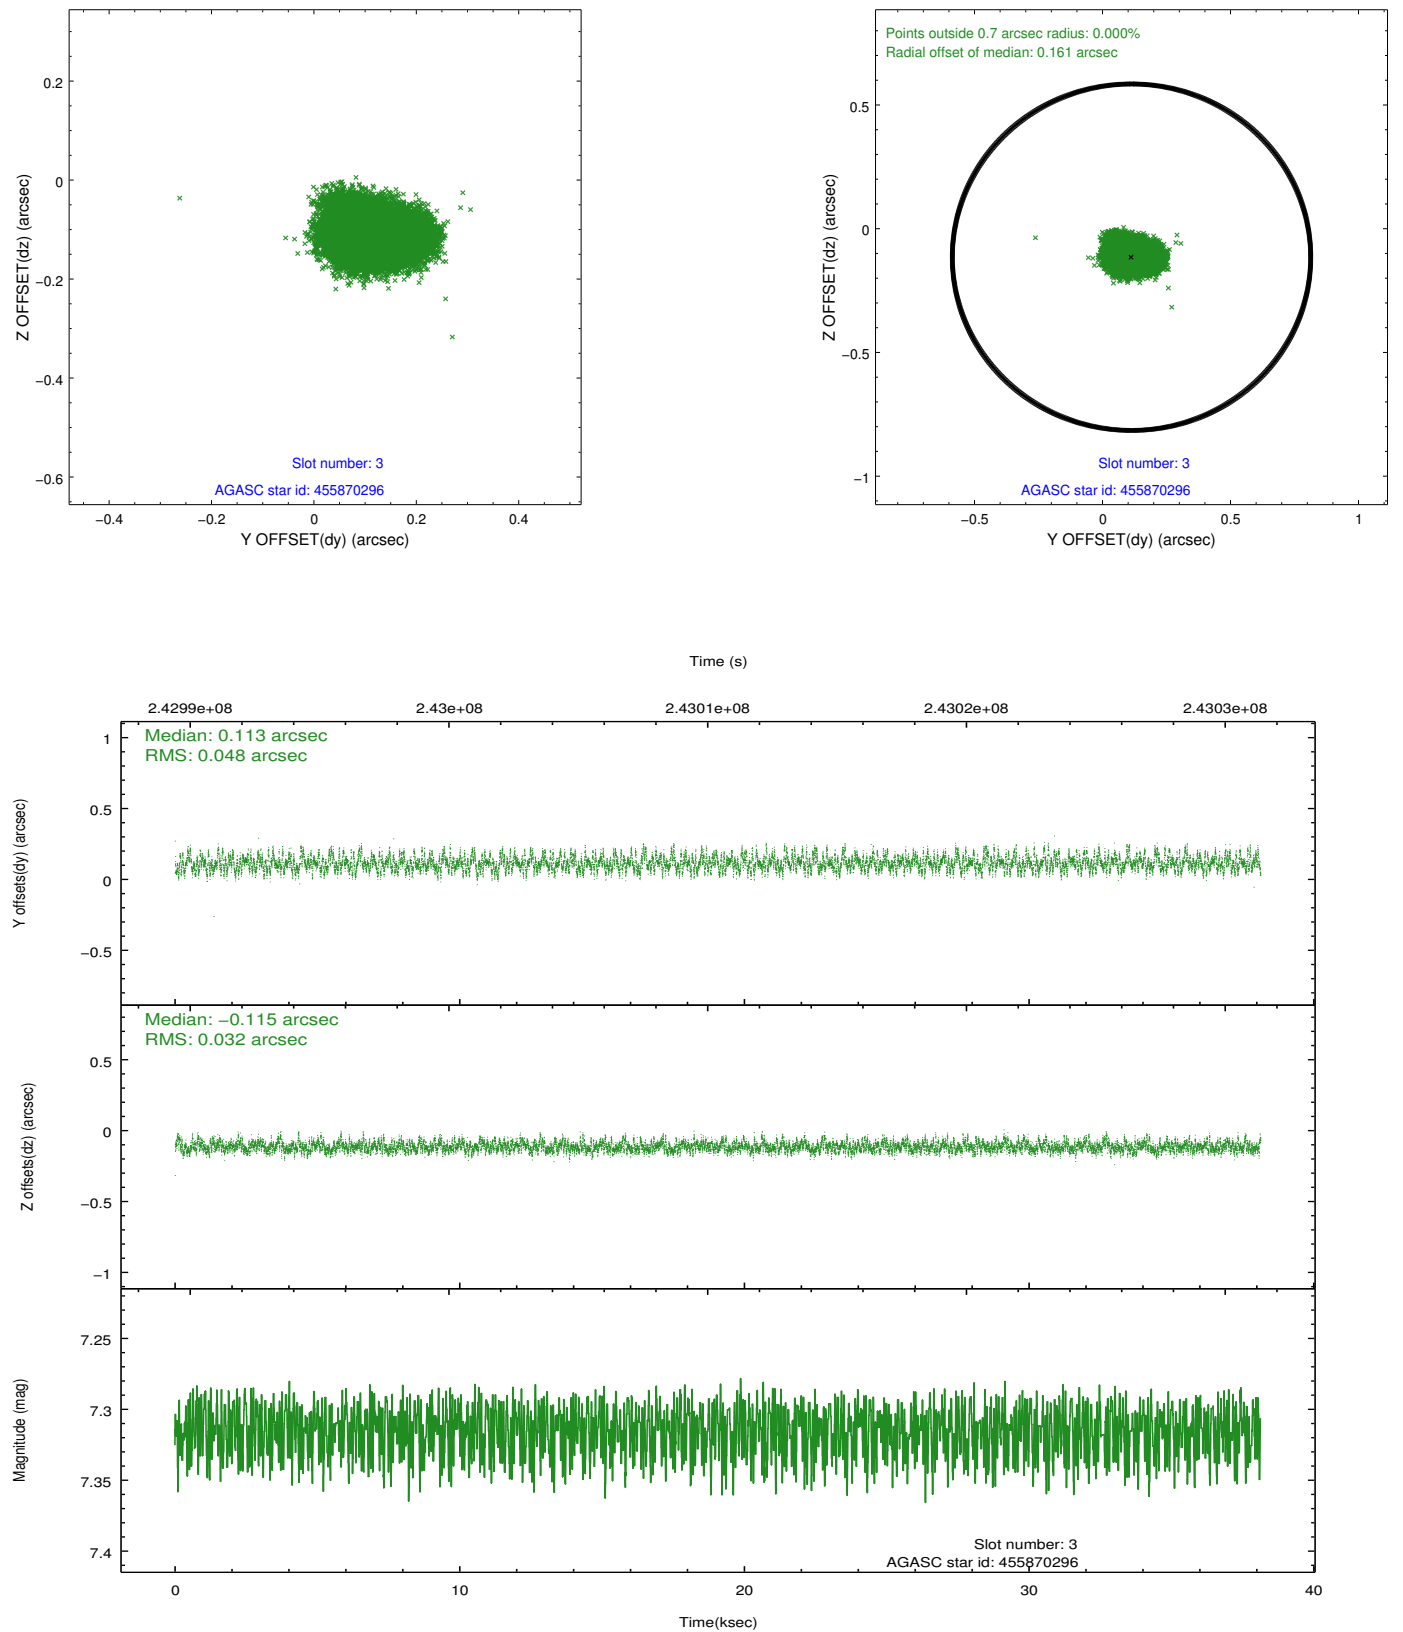 0.2
0
−0.2
−0.4
−0.6
Z OFFSET(dz) (arcsec)
Slot number: 3
AGASC star id: 455870296
−0.4 −0.2 0 0.2 0.4
Y OFFSET(dy) (arcsec)
Points outside 0.7 arcsec radius: 0.000%
Radial offset of median: 0.161 arcsec
0.5
0
−0.5
−1
Z OFFSET(dz) (arcsec)
Slot number: 3
AGASC star id: 455870296
−0.5 0 0.5 1
Y OFFSET(dy) (arcsec)
Time (s)
2.4299e+08 2.43e+08 2.4301e+08 2.4302e+08 2.4303e+08
Median: 0.113 arcsec
RMS: 0.048 arcsec
1
0.5
0
−0.5
Y offsets(dy) (arcsec)
Median: −0.115 arcsec
RMS: 0.032 arcsec
0.5
0
−0.5
−1
Z offsets(dz) (arcsec)
7.25
7.3
7.35
7.4
Magnitude (mag)
Slot number: 3
AGASC star id: 455870296
0 10 20 30 40
Time(ksec)